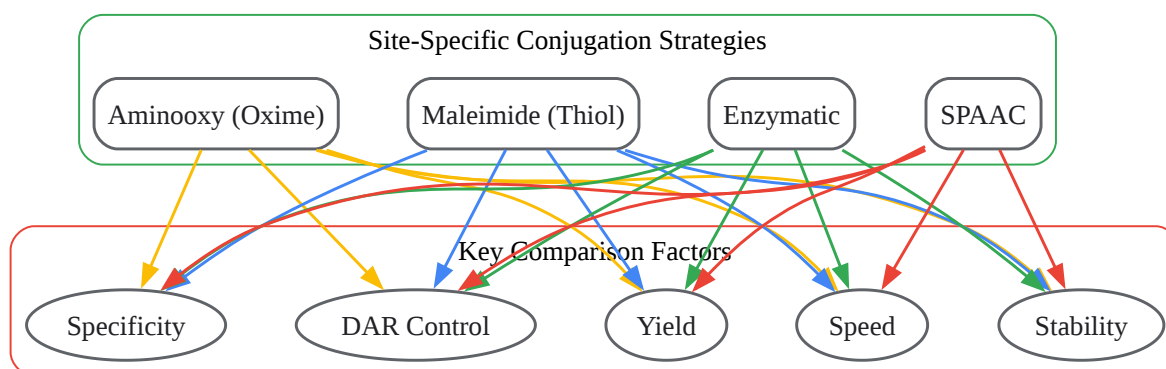 Site-Specific Conjugation Strategies
Aminooxy (Oxime)
Maleimide (Thiol)
Enzymatic
SPAAC
Key Comparison Factors
Specificity
DAR Control
Yield
Speed
Stability